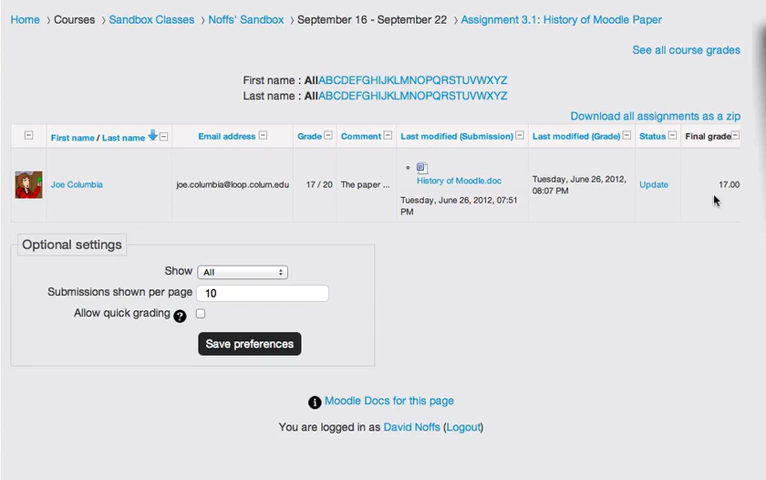 Home > Courses > Sandbox Classes > Noffs' Sandbox > September 16 - September 22 > Assignment 3.1: History of Moodle Paper
See all course grades
First name : AllABCDEFGHIJKLMNOPQRSTUVWXYZ
Last name : AllABCDEFGHIJKLMNOPQRSTUVWXYZ
Download all assignments as a zip
First name / Last name Email address Grade Comment Last modified (Submission) Last modified (Grade) Status Final grade
Joe Columbia joe.columbia@loop.colum.edu 17 / 20 The paper ... History of Moodle.doc Tuesday, June 26, 2012, 08:07 PM Update 17.00
Tuesday, June 26, 2012, 07:51 PM
Optional settings
Show All
Submissions shown per page 10
Allow quick grading ?
Save preferences
Moodle Docs for this page
You are logged in as David Noffs (Logout)